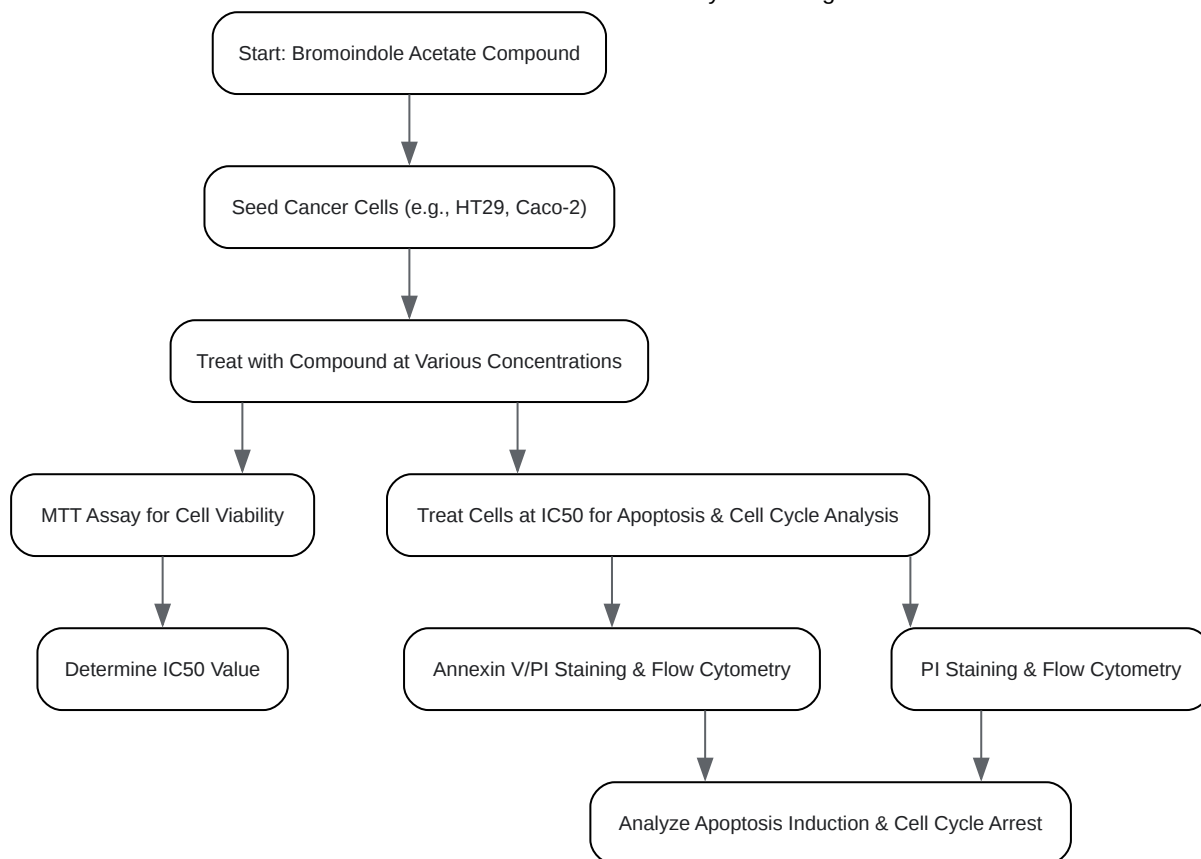 Start: Bromoindole Acetate Compound
Seed Cancer Cells (e.g., HT29, Caco-2)
Treat with Compound at Various Concentrations
MTT Assay for Cell Viability
Treat Cells at IC50 for Apoptosis & Cell Cycle Analysis
Determine IC50 Value
Annexin V/PI Staining & Flow Cytometry
PI Staining & Flow Cytometry
Analyze Apoptosis Induction & Cell Cycle Arrest